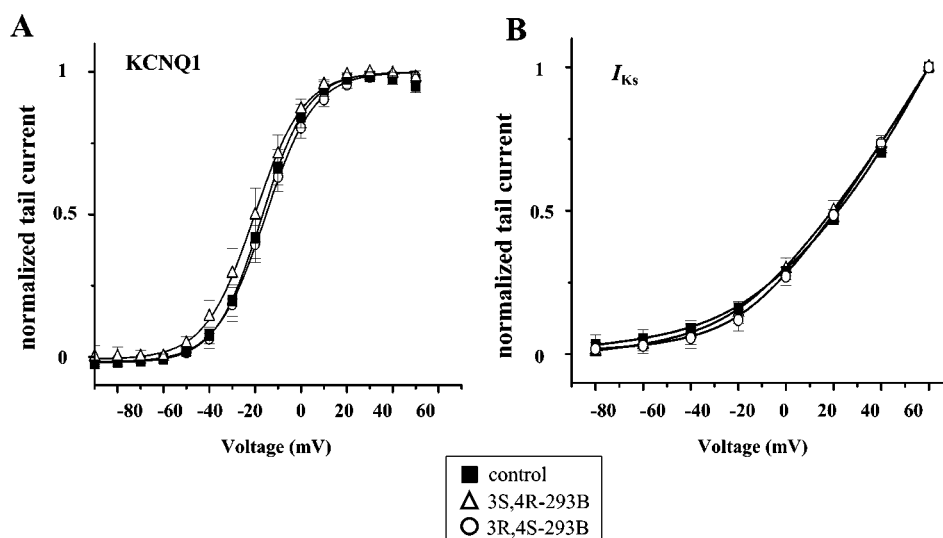 A
KCNQ1
normalized tail current
1
0.5
0
-80 -60 -40 -20 0 20 40 60
Voltage (mV)
B
I Ks
normalized tail current
1
0.5
0
-80 -60 -40 -20 0 20 40 60
Voltage (mV)
control
3S,4R-293B
3R,4S-293B